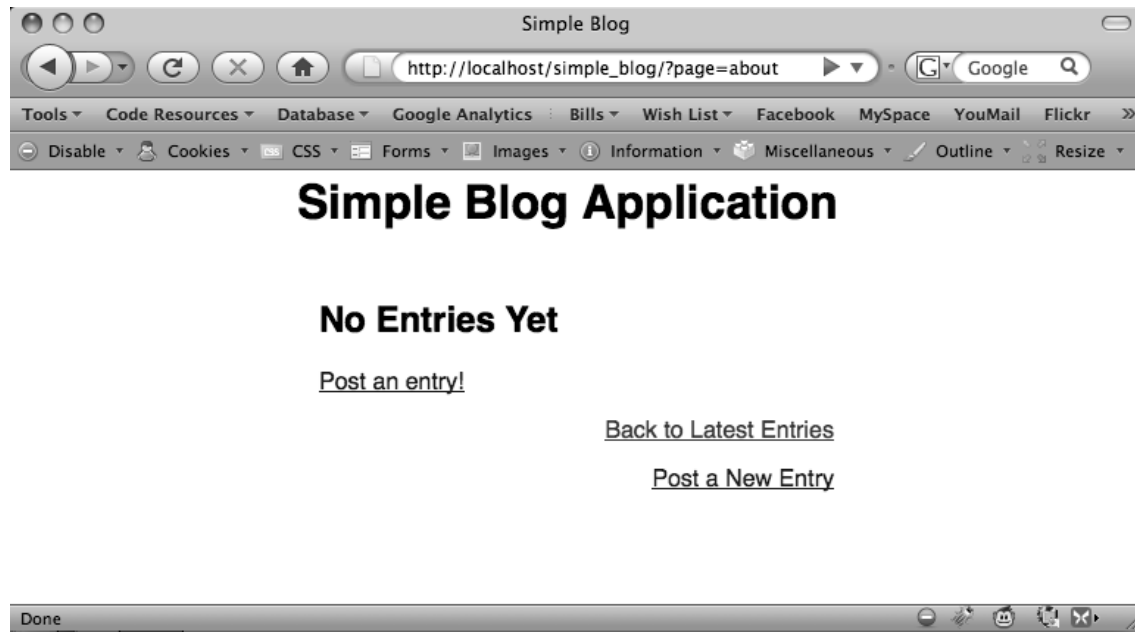 Simple Blog
http://localhost/simple_blog/?page=about G Google
Tools Code Resources Database Google Analytics Bills Wish List Facebook MySpace YouMail Flickr »
Disable Cookies CSS CSS Forms Images Information Miscellaneous Outline Resize
Simple Blog Application
No Entries Yet
Post an entry!
Back to Latest Entries
Post a New Entry
Done